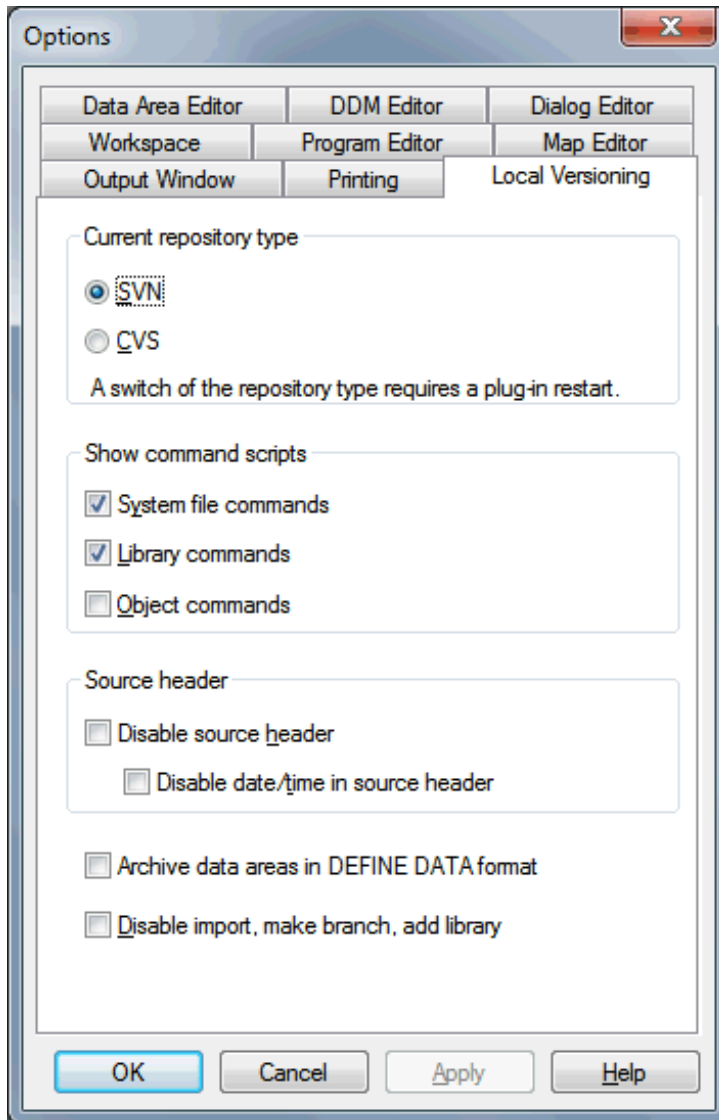 Options
Data Area Editor
DDM Editor
Dialog Editor
Workspace
Program Editor
Map Editor
Output Window
Printing
Local Versioning
Current repository type
SVN
CVS
A switch of the repository type requires a plug-in restart.
Show command scripts
System file commands
Library commands
Object commands
Source header
Disable source header
Disable date/time in source header
Archive data areas in DEFINE DATA format
Disable import, make branch, add library
OK
Cancel
Apply
Help